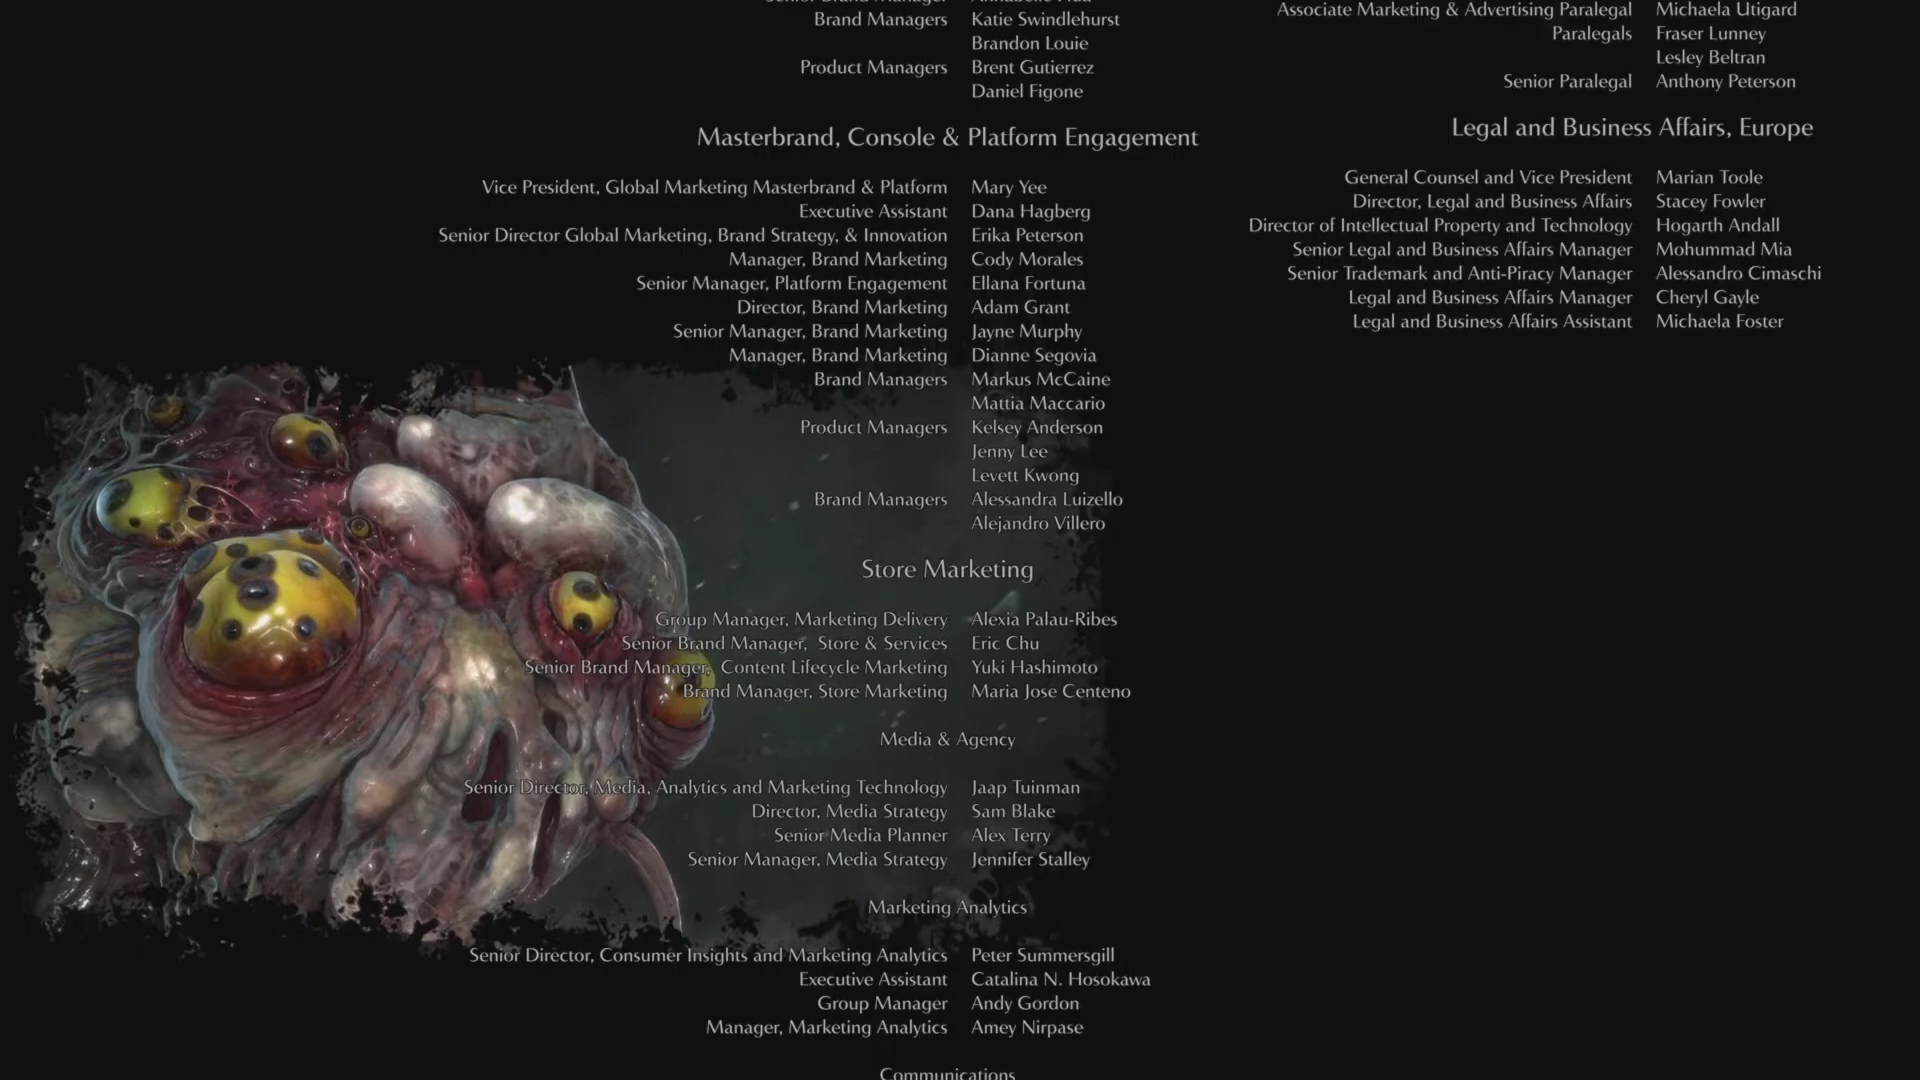 Brand Managers Katie Swindlehurst
Brandon Louie
Product Managers Brent Gutierrez
Daniel Figone
Masterbrand, Console & Platform Engagement
Vice President, Global Marketing Masterbrand & Platform Mary Yee
Executive Assistant Dana Hagberg
Senior Director Global Marketing, Brand Strategy, & Innovation Erika Peterson
Manager, Brand Marketing Cody Morales
Senior Manager, Platform Engagement Ellana Fortuna
Director, Brand Marketing Adam Grant
Senior Manager, Brand Marketing Jayne Murphy
Manager, Brand Marketing Dianne Segovia
Brand Managers Markus McCaine
Mattia Maccario
Product Managers Kelsey Anderson
Jenny Lee
Levett Kwong
Brand Managers Alessandra Luizello
Alejandro Villero
Store Marketing
Group Manager, Marketing Delivery Alexia Palau-Ribes
Senior Brand Manager, Store & Services Eric Chu
Senior Brand Manager, Content Lifecycle Marketing Yuki Hashimoto
Brand Manager, Store Marketing Maria Jose Centeno
Media & Agency
Senior Director, Media, Analytics and Marketing Technology Jaap Tuinman
Director, Media Strategy Sam Blake
Senior Media Planner Alex Terry
Senior Manager, Media Strategy Jennifer Stalley
Marketing Analytics
Senior Director, Consumer Insights and Marketing Analytics Peter Summersgill
Executive Assistant Catalina N. Hosokawa
Group Manager Andy Gordon
Manager, Marketing Analytics Amey Nirpase
Communications
Associate Marketing & Advertising Paralegal Michaela Utigard
Paralegals Fraser Lunney
Lesley Beltran
Senior Paralegal Anthony Peterson
Legal and Business Affairs, Europe
General Counsel and Vice President Marian Toole
Director, Legal and Business Affairs Stacey Fowler
Director of Intellectual Property and Technology Hogarth Andall
Senior Legal and Business Affairs Manager Mohummad Mia
Senior Trademark and Anti-Piracy Manager Alessandro Cimaschi
Legal and Business Affairs Manager Cheryl Gayle
Legal and Business Affairs Assistant Michaela Foster